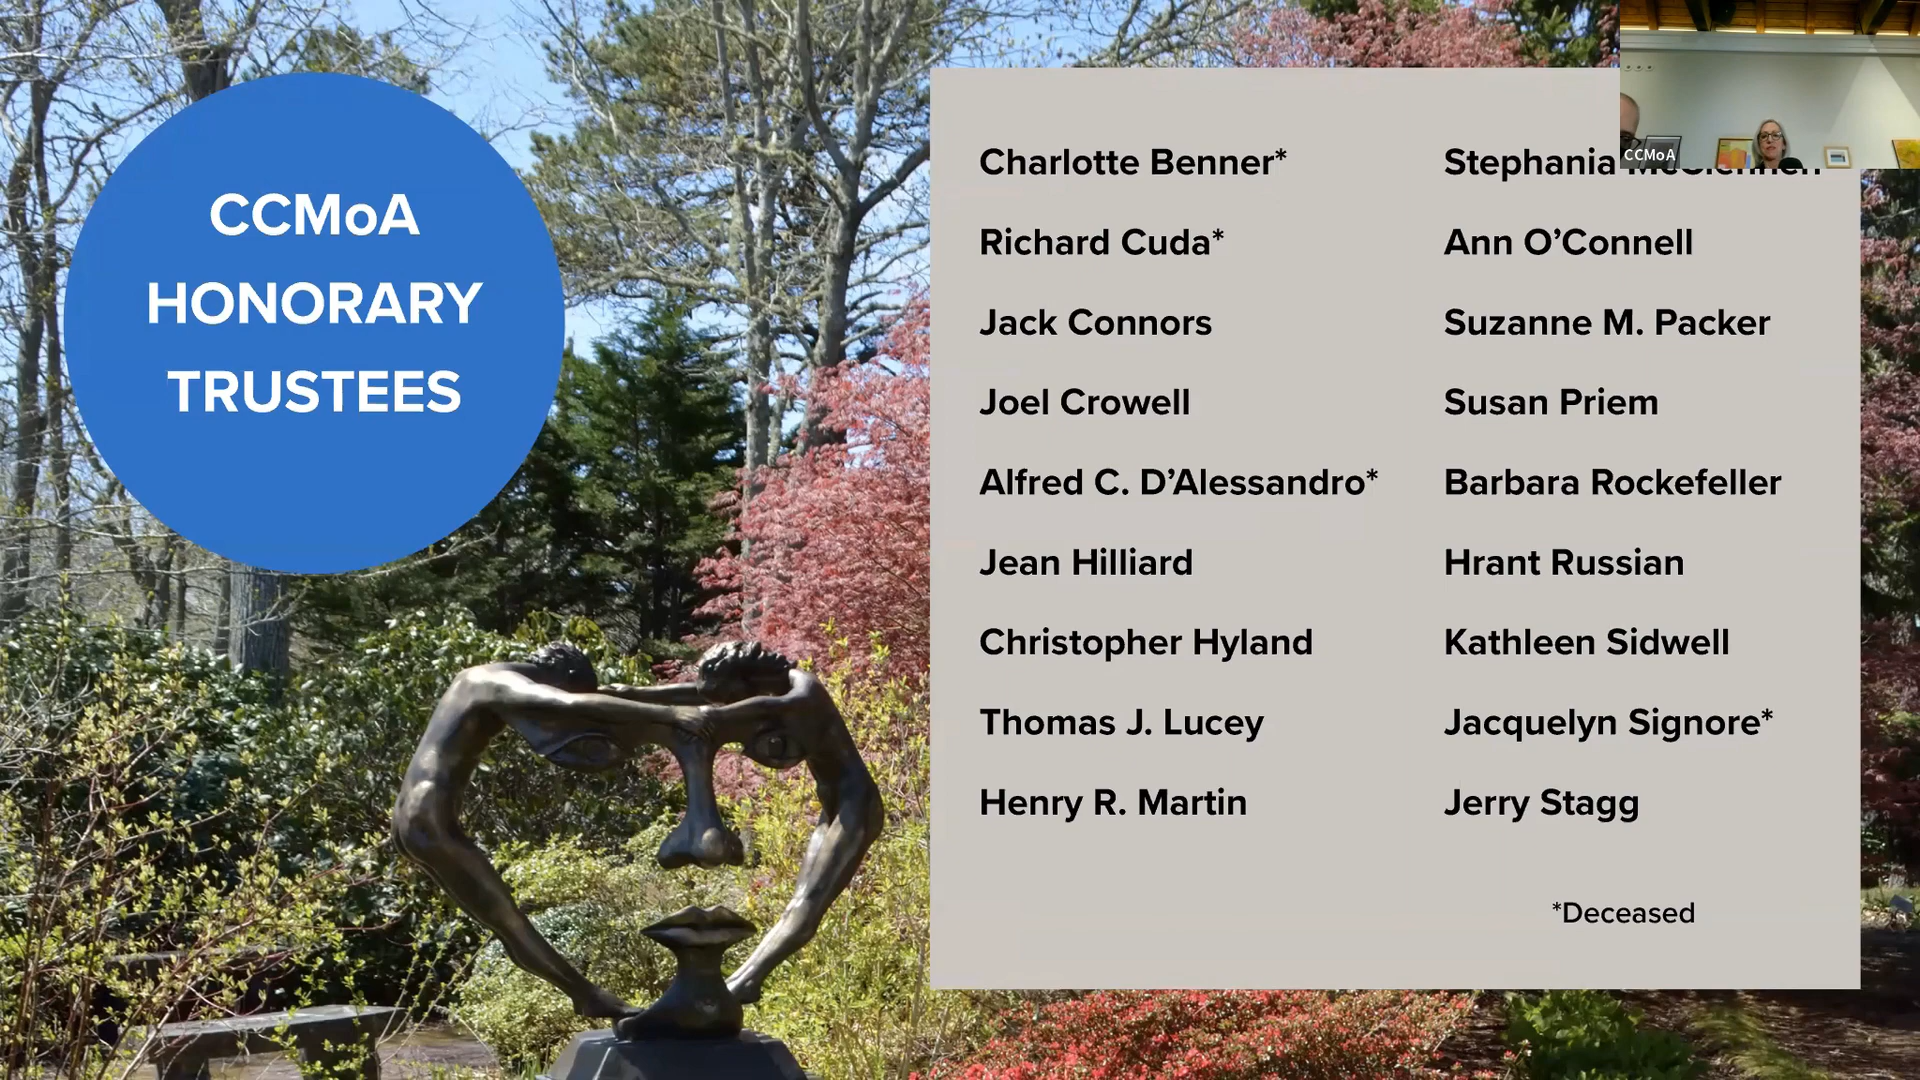 CCMoA
HONORARY
TRUSTEES
Charlotte Benner*
Richard Cuda*
Jack Connors
Joel Crowell
Alfred C. D’Alessandro*
Jean Hilliard
Christopher Hyland
Thomas J. Lucey
Henry R. Martin
Stephania
Ann O’Connell
Suzanne M. Packer
Susan Priem
Barbara Rockefeller
Hrant Russian
Kathleen Sidwell
Jacquelyn Signore*
Jerry Stagg
*Deceased
CCMoA